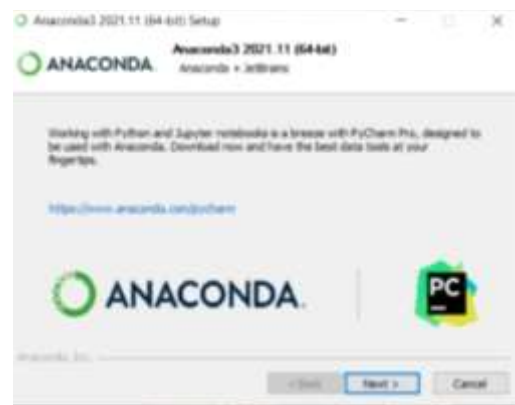 Anaconda3 2021.11 (64-bit) Setup
Anaconda3 2021.11 (64-bit)
ANACONDA.
Anaconda + JetBrains
Working with Python and Jupyter notebooks is a breeze with PyCharm Pro, designed to
be used with Anaconda. Download now and have the best data tools at your
fingertips.
https://www.anaconda.com/pycharm
ANACONDA.
PC
Anaconda, Inc.
< Back
Next >
Cancel